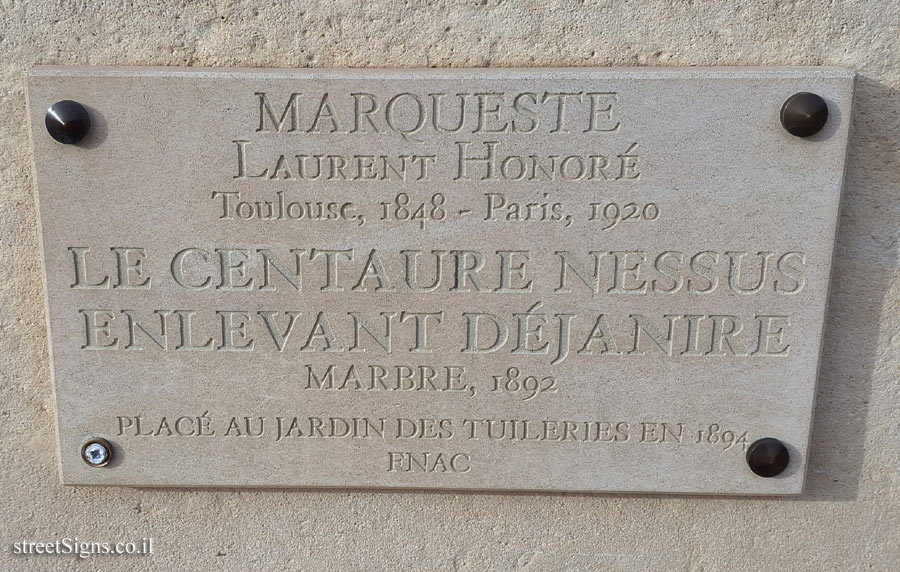 MARQUESTE
LAURENT HONORÉ
Toulouse, 1848 - Paris, 1920
LE CENTAURE NESSUS
ENLEVANT DÉJANIRE
MARBRE, 1892
PLACÉ AU JARDIN DES TUILERIES EN 1894
FNAC
streetSigns.co.il